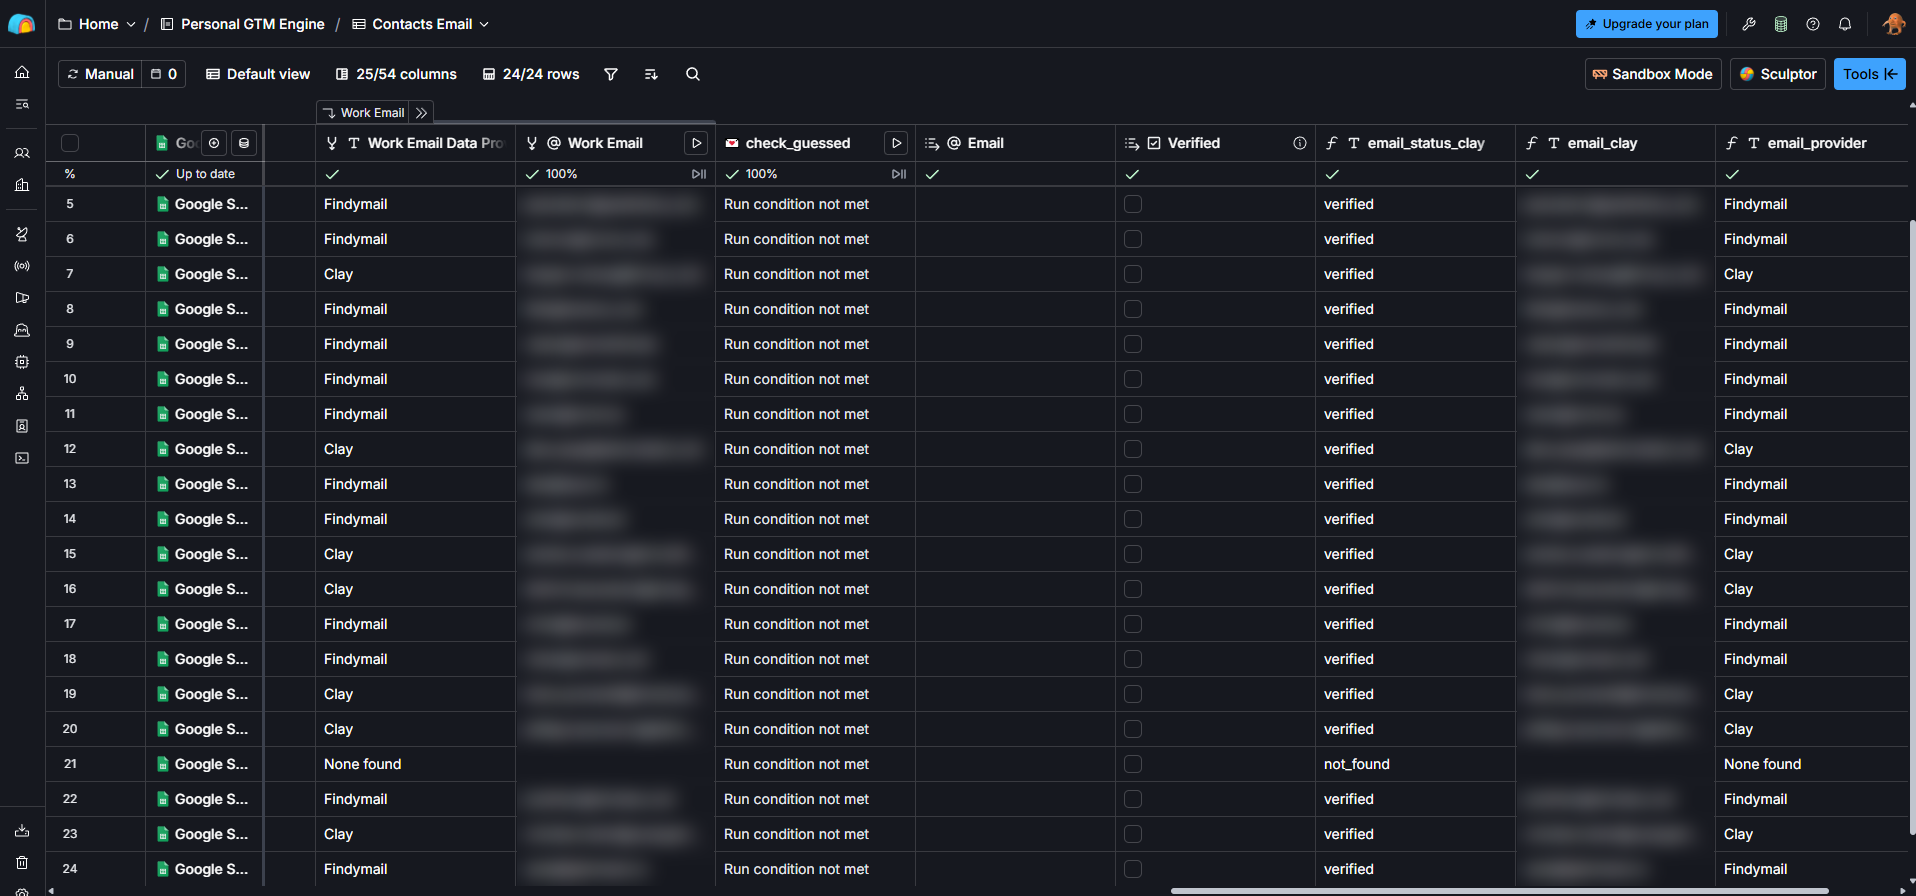 Home / Personal GTM Engine / Contacts Email
Upgrade your plan
Manual 0 Default view 25/54 columns 24/24 rows
Sandbox Mode Sculptor Tools
Work Email
Goo Work Email Data Pro Work Email check_guessed Email Verified email_status_clay email_clay email_provider
% Up to date 100% 100%
5 Google S... Findymail Run condition not met verified Findymail
6 Google S... Findymail Run condition not met verified Findymail
7 Google S... Clay Run condition not met verified Clay
8 Google S... Findymail Run condition not met verified Findymail
9 Google S... Findymail Run condition not met verified Findymail
10 Google S... Findymail Run condition not met verified Findymail
11 Google S... Findymail Run condition not met verified Findymail
12 Google S... Clay Run condition not met verified Clay
13 Google S... Findymail Run condition not met verified Findymail
14 Google S... Findymail Run condition not met verified Findymail
15 Google S... Clay Run condition not met verified Clay
16 Google S... Clay Run condition not met verified Clay
17 Google S... Findymail Run condition not met verified Findymail
18 Google S... Findymail Run condition not met verified Findymail
19 Google S... Clay Run condition not met verified Clay
20 Google S... Clay Run condition not met verified Clay
21 Google S... None found Run condition not met not_found None found
22 Google S... Findymail Run condition not met verified Findymail
23 Google S... Clay Run condition not met verified Clay
24 Google S... Findymail Run condition not met verified Findymail